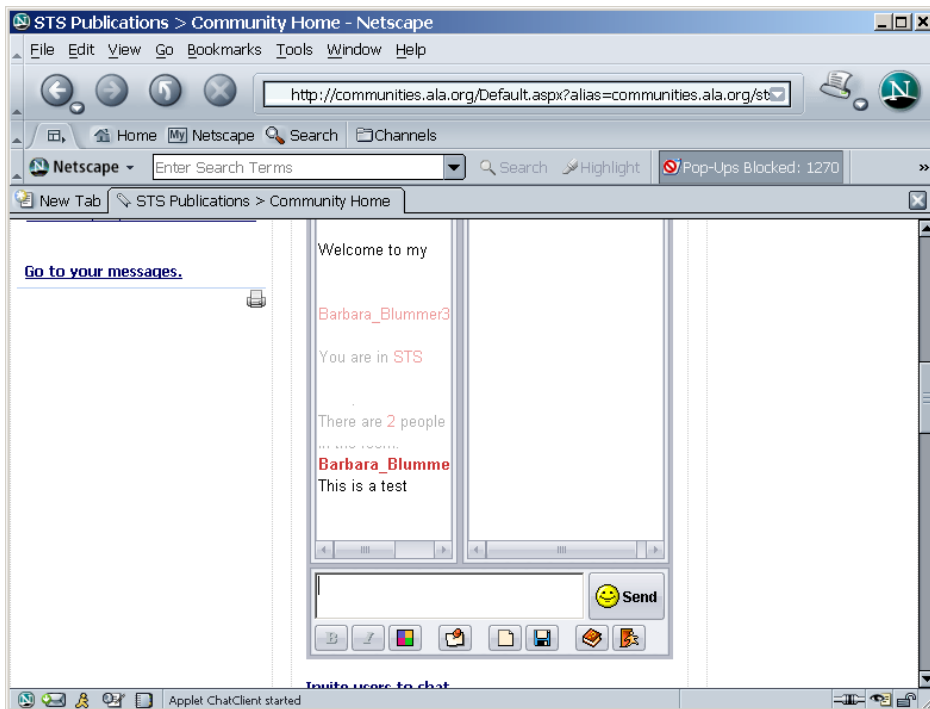 STS Publications > Community Home - Netscape
File Edit View Go Bookmarks Tools Window Help
http://communities.ala.org/Default.aspx?alias=communities.ala.org/st
N
Home My Netscape Search Channels
Netscape Enter Search Terms Search Highlight Pop-Ups Blocked: 1270 »
New Tab STS Publications > Community Home
Welcome to my
Go to your messages.
Barbara_Blummer3
You are in STS
There are 2 people
in the room.
Barbara_Blumme
This is a test
Send
B I
Invite users to chat
Applet ChatClient started